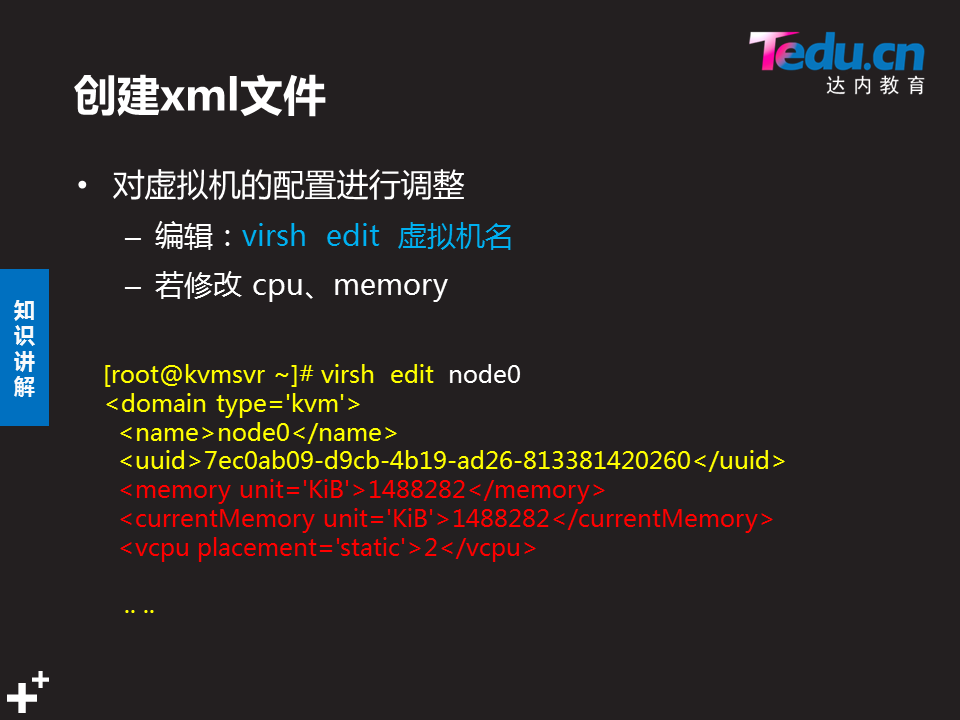 Tedu.cn
达内教育
创建xml文件
• 对虚拟机的配置进行调整
– 编辑：virsh edit 虚拟机名
– 若修改 cpu、memory
知识讲解
[root@kvmsvr ~]# virsh edit node0
<domain type='kvm'>
<name>node0</name>
<uuid>7ec0ab09-d9cb-4b19-ad26-813381420260</uuid>
<memory unit='KiB'>1488282</memory>
<currentMemory unit='KiB'>1488282</currentMemory>
<vcpu placement='static'>2</vcpu>
.. ..